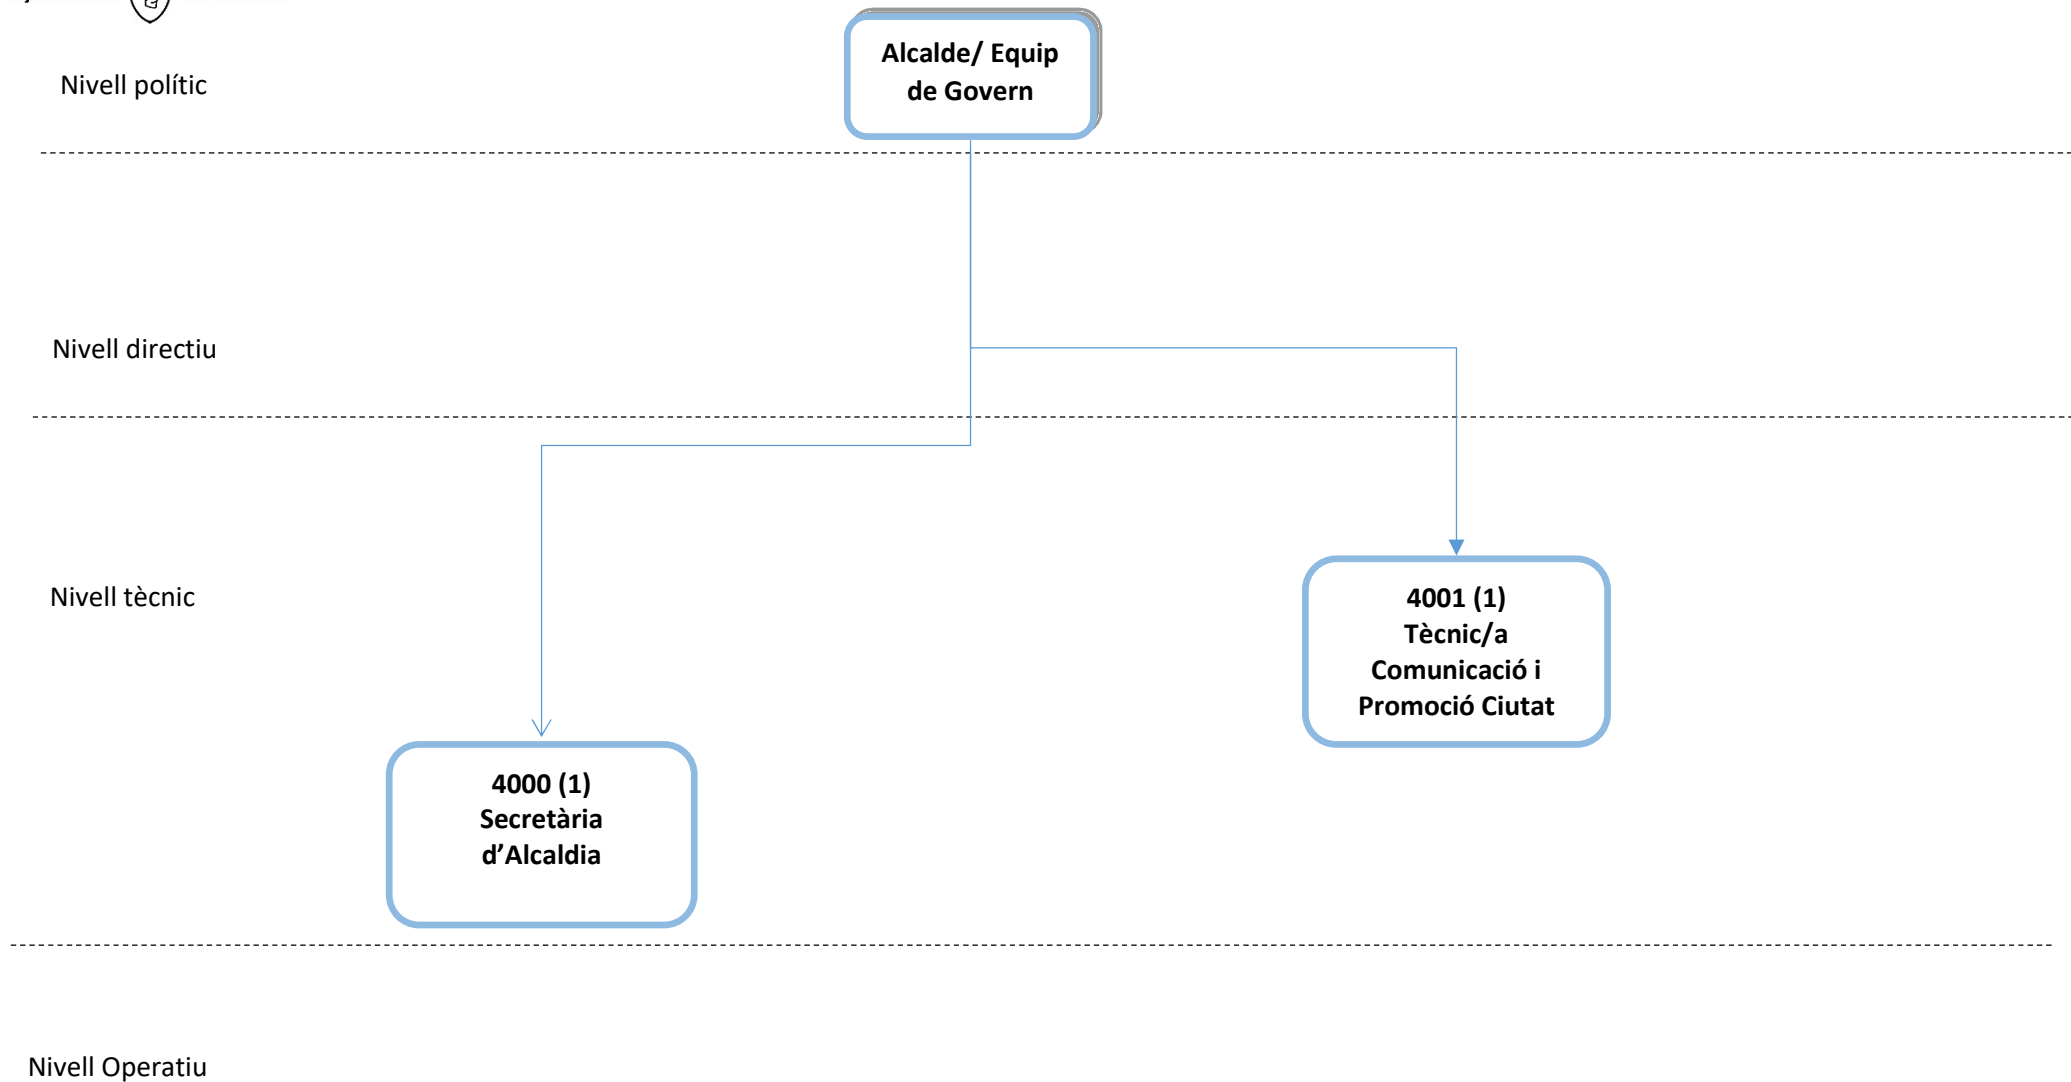 Alcalde/ Equip
de Govern
Nivell polític
Nivell directiu
Nivell tècnic
4001 (1)
Tècnic/a
Comunicació i
Promoció Ciutat
4000 (1)
Secretària
d’Alcaldia
Nivell Operatiu